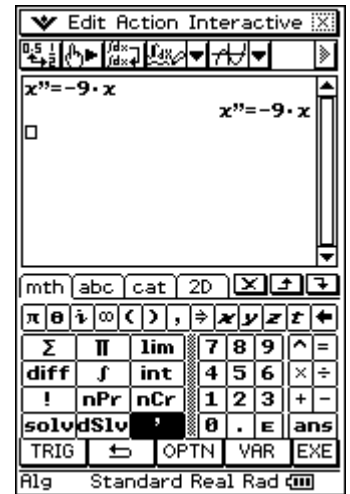 Edit Action Interactive
x''=-9·x
x''=-9·x
mth abc cat 2D
π θ i ∞ ( ) , ⇒ x y z t ←
Σ Π lim 7 8 9 ^ =
diff ∫ int 4 5 6 × ÷
! nPr nCr 1 2 3 + -
solv dSlv ' 0 . E ans
TRIG OPTN VAR EXE
Alg Standard Real Rad